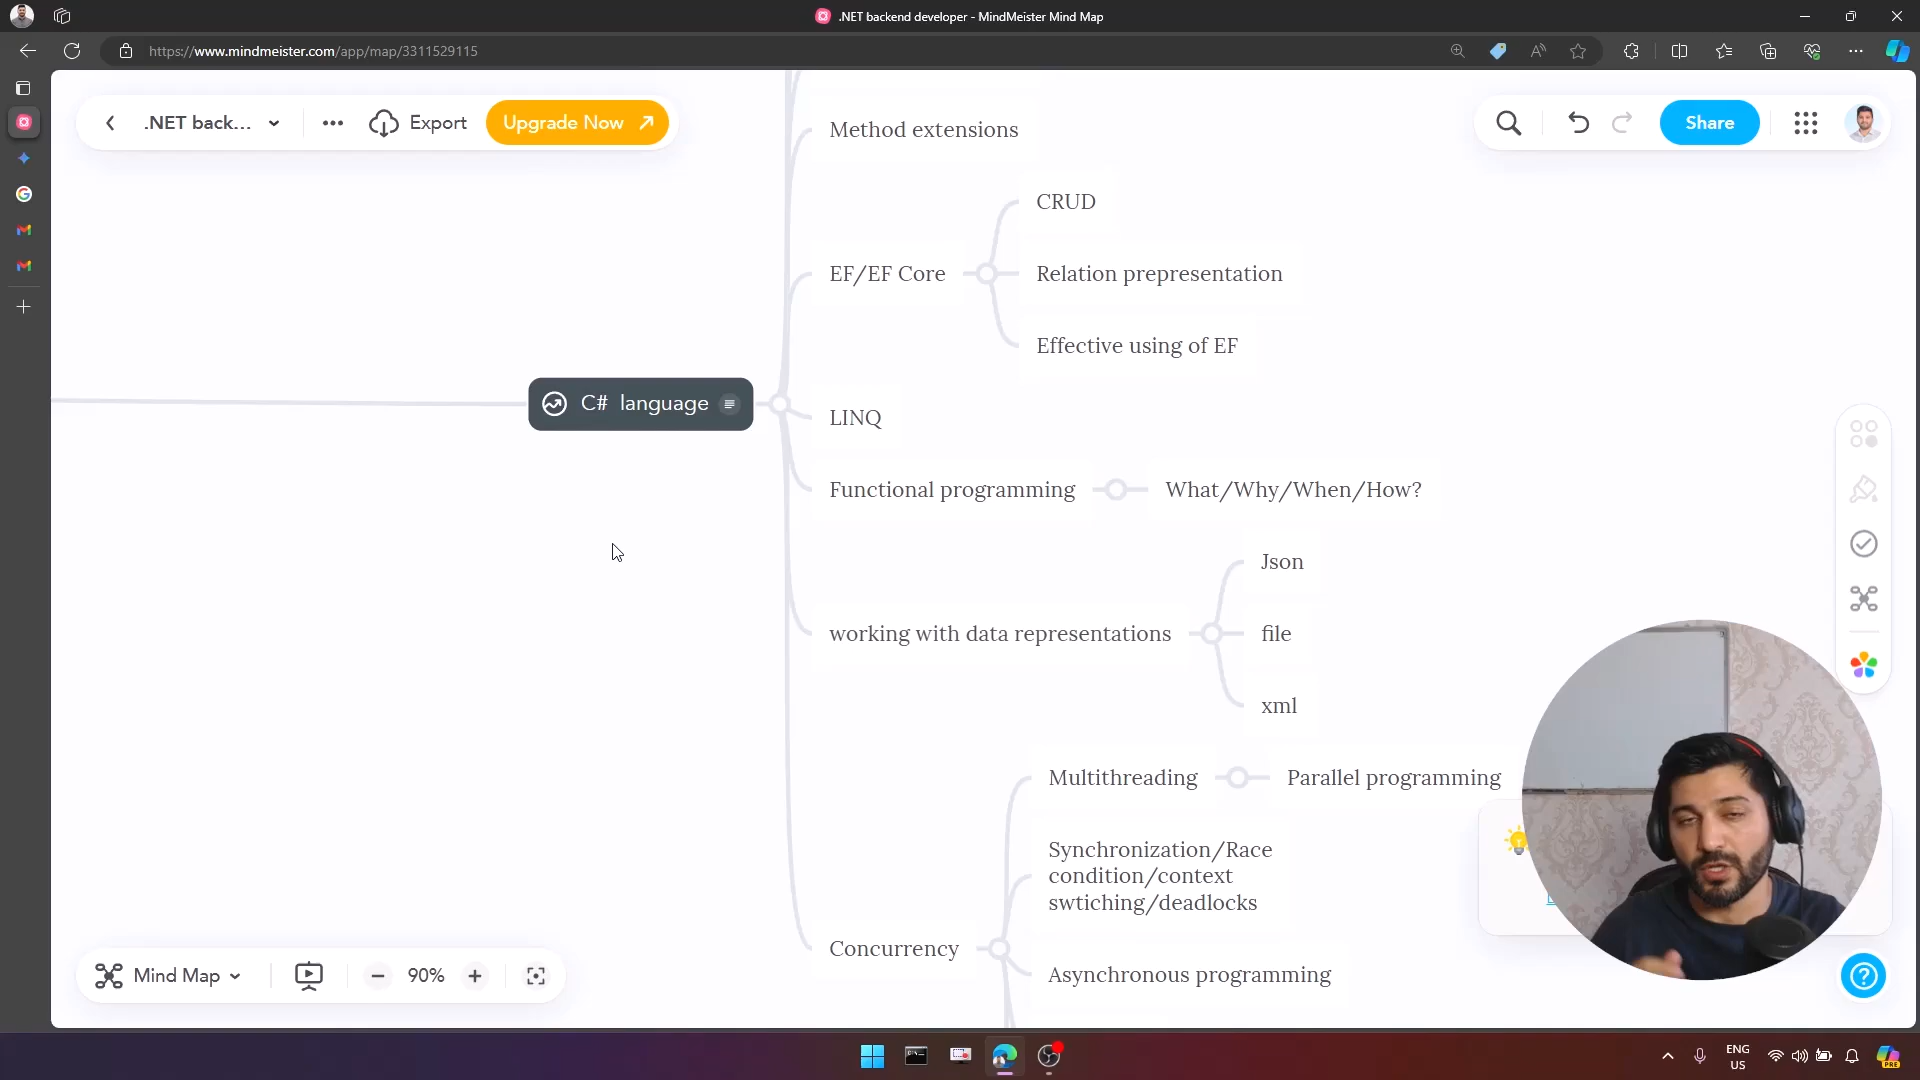 .NET backend developer - MindMeister Mind Map
https://www.mindmeister.com/app/map/3311529115
.NET back...
Export
Upgrade Now
Share
Method extensions
CRUD
EF/EF Core
Relation prepresentation
Effective using of EF
C# language
LINQ
Functional programming
What/Why/When/How?
Json
working with data representations
file
xml
Multithreading
Parallel programming
Synchronization/Race
condition/context
swtiching/deadlocks
Concurrency
Asynchronous programming
Mind Map
90%
ENG
US
PRE